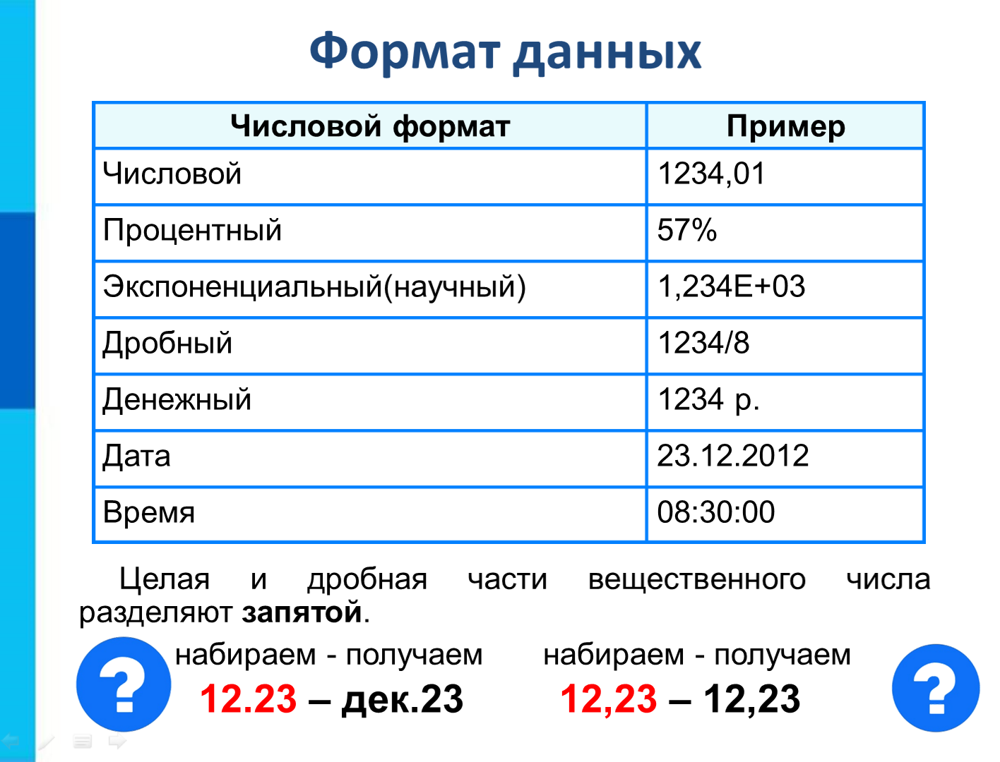 Формат данных
Числовой формат Пример
Числовой 1234,01
Процентный 57%
Экспоненциальный(научный) 1,234E+03
Дробный 1234/8
Денежный 1234 р.
Дата 23.12.2012
Время 08:30:00
Целая и дробная части вещественного числа
разделяют запятой.
набираем - получаем набираем - получаем
12.23 – дек.23 12,23 – 12,23